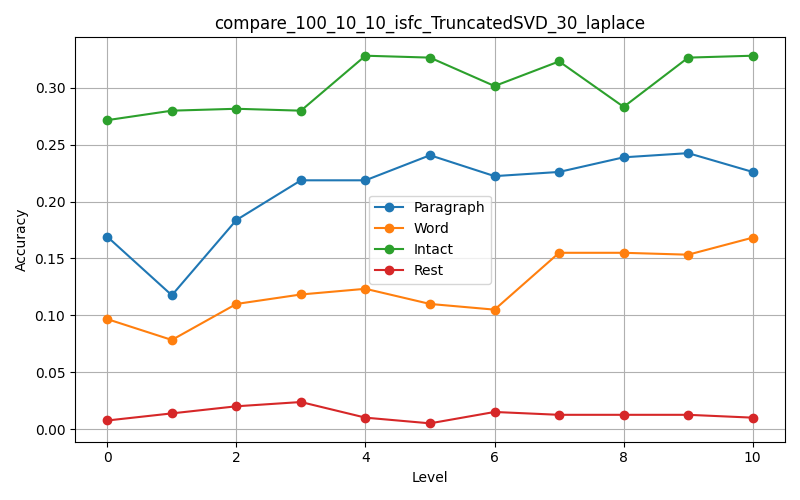 compare_100_10_10_isfc_TruncatedSVD_30_laplace
Accuracy
0.30
0.25
0.20
0.15
0.10
0.05
0.00
Paragraph
Word
Intact
Rest
0 2 4 6 8 10
Level